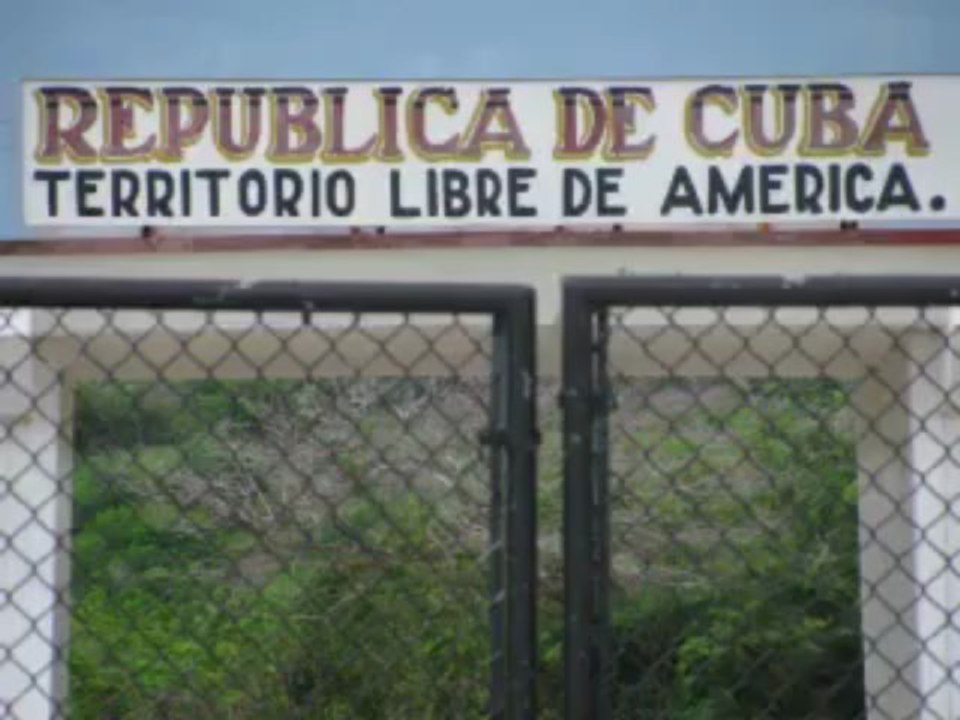 REPUBLICA DE CUBA
TERRITORIO LIBRE DE AMERICA.